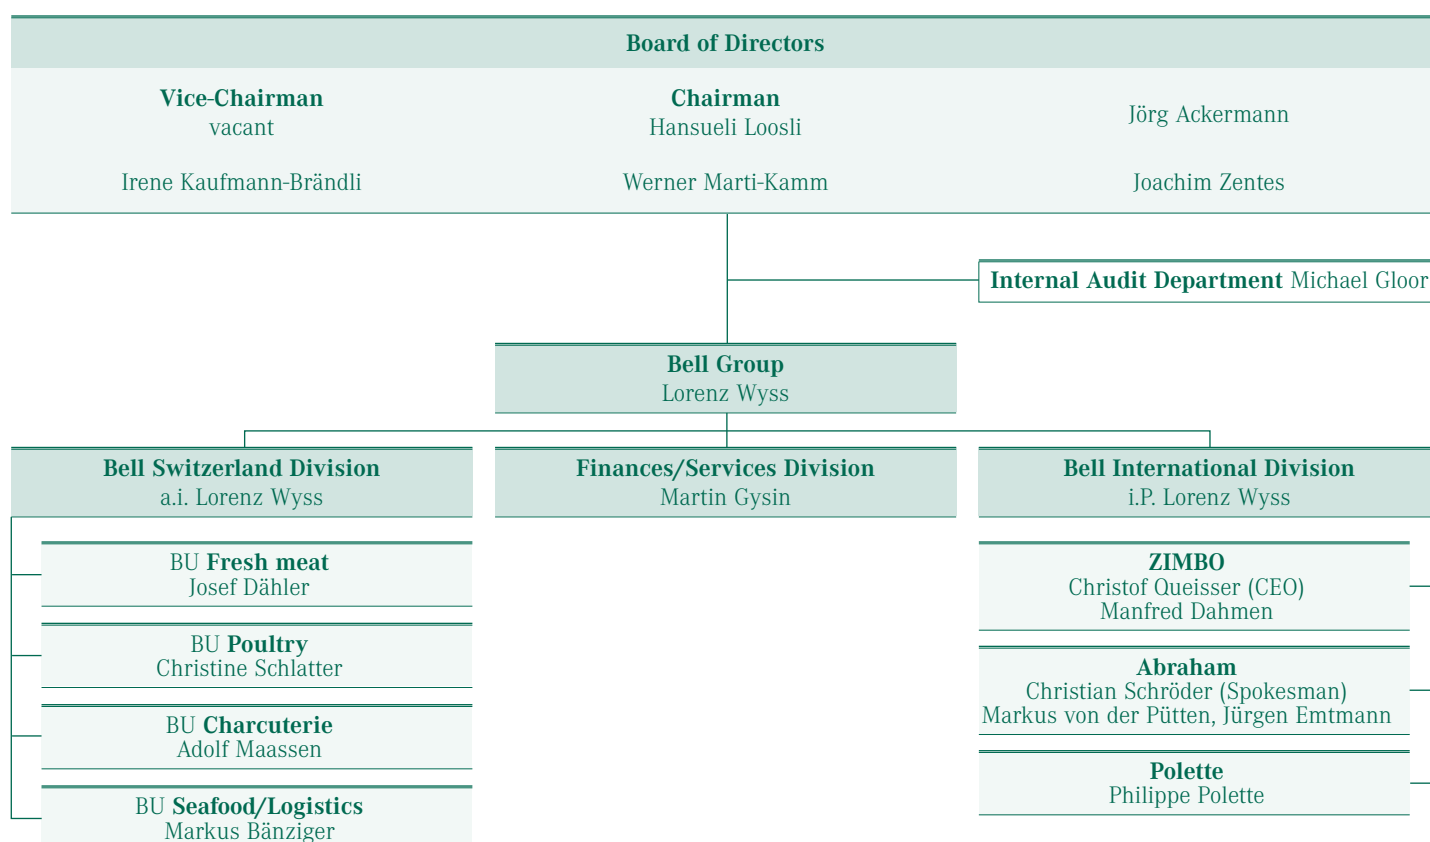 Board of Directors
Vice-Chairman
vacant
Chairman
Hansueli Loosli
Jörg Ackermann
Irene Kaufmann-Brändli
Werner Marti-Kamm
Joachim Zentes
Internal Audit Department Michael Gloor
Bell Group
Lorenz Wyss
Bell Switzerland Division
a.i. Lorenz Wyss
Finances/Services Division
Martin Gysin
Bell International Division
i.P. Lorenz Wyss
BU Fresh meat
Josef Dähler
BU Poultry
Christine Schlatter
BU Charcuterie
Adolf Maassen
BU Seafood/Logistics
Markus Bänziger
ZIMBO
Christof Queisser (CEO)
Manfred Dahmen
Abraham
Christian Schröder (Spokesman)
Markus von der Pütten, Jürgen Emtmann
Polette
Philippe Polette